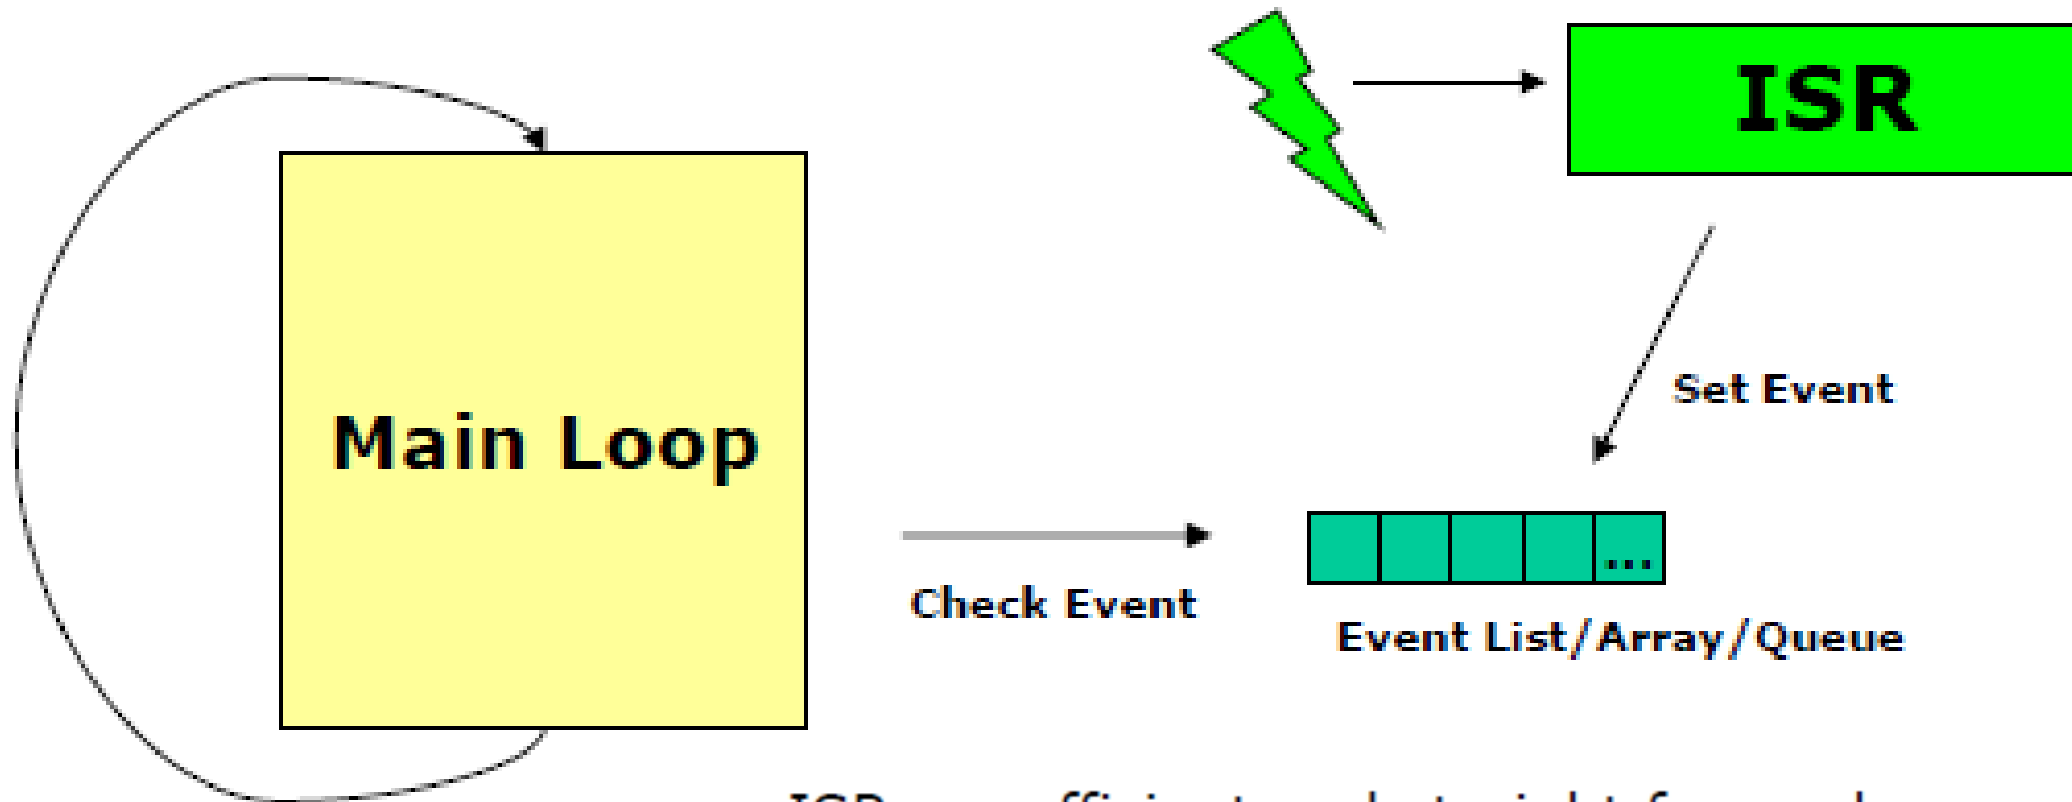 ISR
Set Event
Main Loop
Check Event
...
Event List/Array/Queue